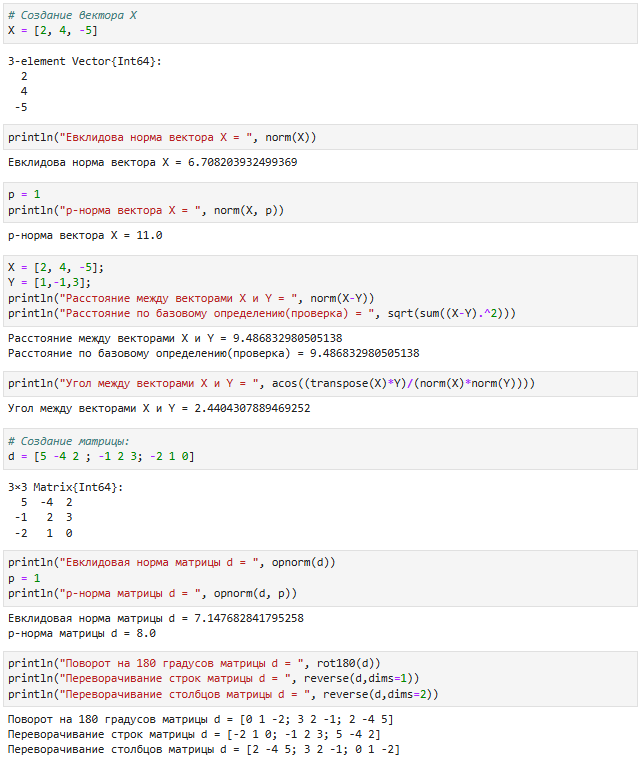 # Создание вектора X
X = [2, 4, -5]
3-element Vector{Int64}:
2
4
-5
println("Евклидова норма вектора X = ", norm(X))
Евклидова норма вектора X = 6.708203932499369
p = 1
println("p-норма вектора X = ", norm(X, p))
p-норма вектора X = 11.0
X = [2, 4, -5];
Y = [1,-1,3];
println("Расстояние между векторами X и Y = ", norm(X-Y))
println("Расстояние по базовому определению(проверка) = ", sqrt(sum((X-Y).^2)))
Расстояние между векторами X и Y = 9.486832980505138
Расстояние по базовому определению(проверка) = 9.486832980505138
println("Угол между векторами X и Y = ", acos((transpose(X)*Y)/(norm(X)*norm(Y))))
Угол между векторами X и Y = 2.4404307889469252
# Создание матрицы:
d = [5 -4 2 ; -1 2 3; -2 1 0]
3×3 Matrix{Int64}:
5 -4 2
-1 2 3
-2 1 0
println("Евклидовая норма матрицы d = ", opnorm(d))
p = 1
println("p-норма матрицы d = ", opnorm(d, p))
Евклидовая норма матрицы d = 7.147682841795258
p-норма матрицы d = 8.0
println("Поворот на 180 градусов матрицы d = ", rot180(d))
println("Переворачивание строк матрицы d = ", reverse(d,dims=1))
println("Переворачивание столбцов матрицы d = ", reverse(d,dims=2))
Поворот на 180 градусов матрицы d = [0 1 -2; 3 2 -1; 2 -4 5]
Переворачивание строк матрицы d = [-2 1 0; -1 2 3; 5 -4 2]
Переворачивание столбцов матрицы d = [2 -4 5; 3 2 -1; 0 1 -2]